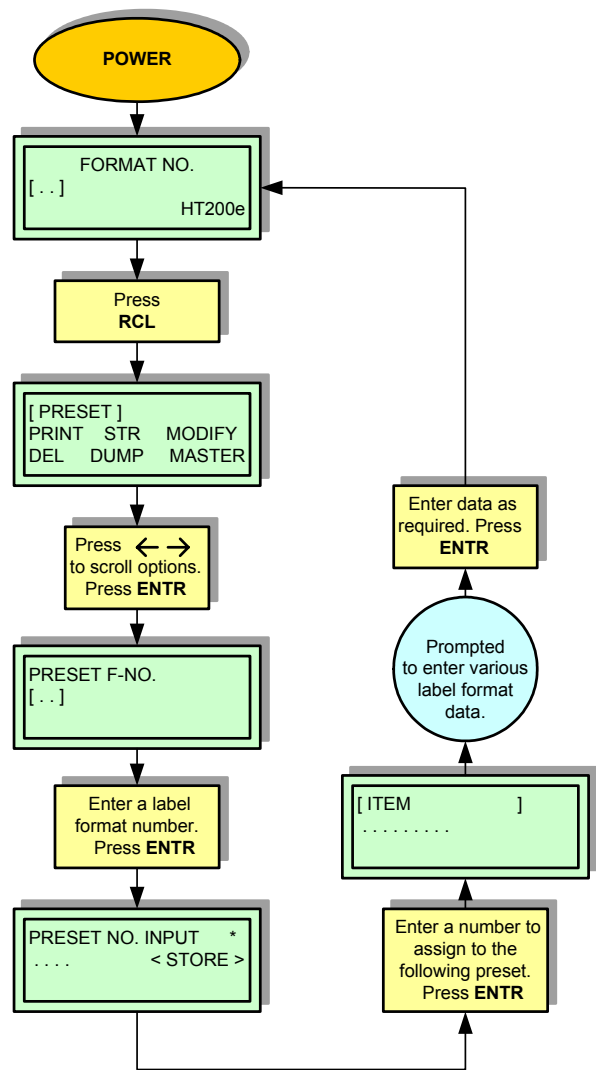 POWER
FORMAT NO.
[ . . ]
HT200e
Press
RCL
[ PRESET ]
PRINT STR MODIFY
DEL DUMP MASTER
Press ← →
to scroll options.
Press ENTR
PRESET F-NO.
[ . . ]
Enter a label
format number.
Press ENTR
PRESET NO. INPUT *
. . . . < STORE >
Enter a number to
assign to the
following preset.
Press ENTR
[ ITEM ]
. . . . . . . . .
Prompted
to enter various
label format
data.
Enter data as
required. Press
ENTR